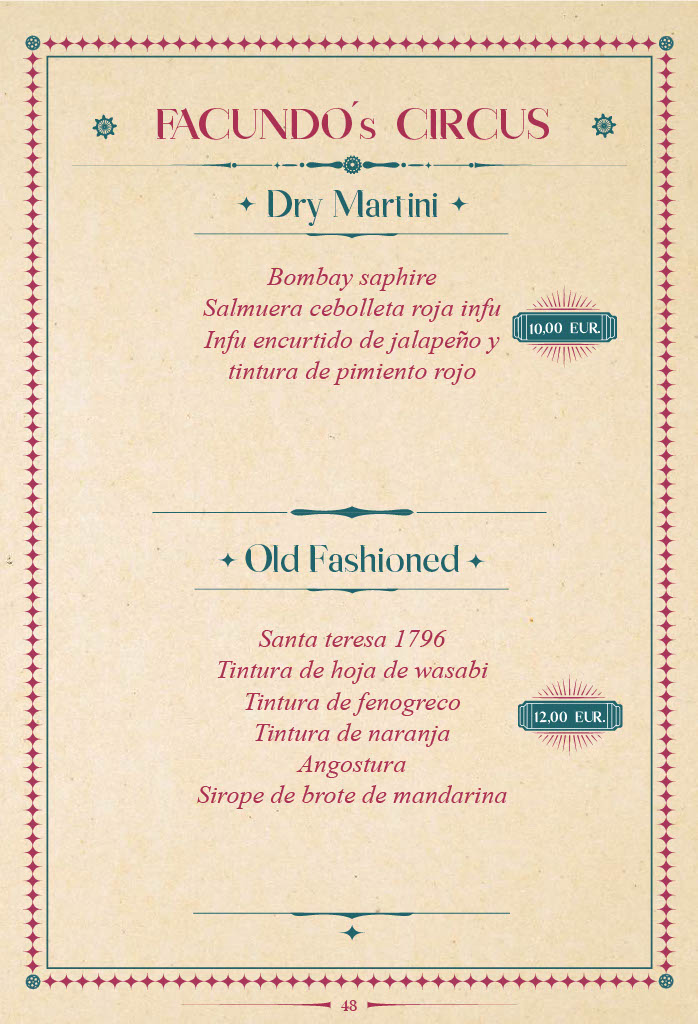 FACUNDO´s CIRCUS
Dry Martini
Bombay saphire
Salmuera cebolleta roja infu
Infu encurtido de jalapeño y
tintura de pimiento rojo
10,00 EUR.
Old Fashioned
Santa teresa 1796
Tintura de hoja de wasabi
Tintura de fenogreco
Tintura de naranja
Angostura
Sirope de brote de mandarina
12,00 EUR.
48